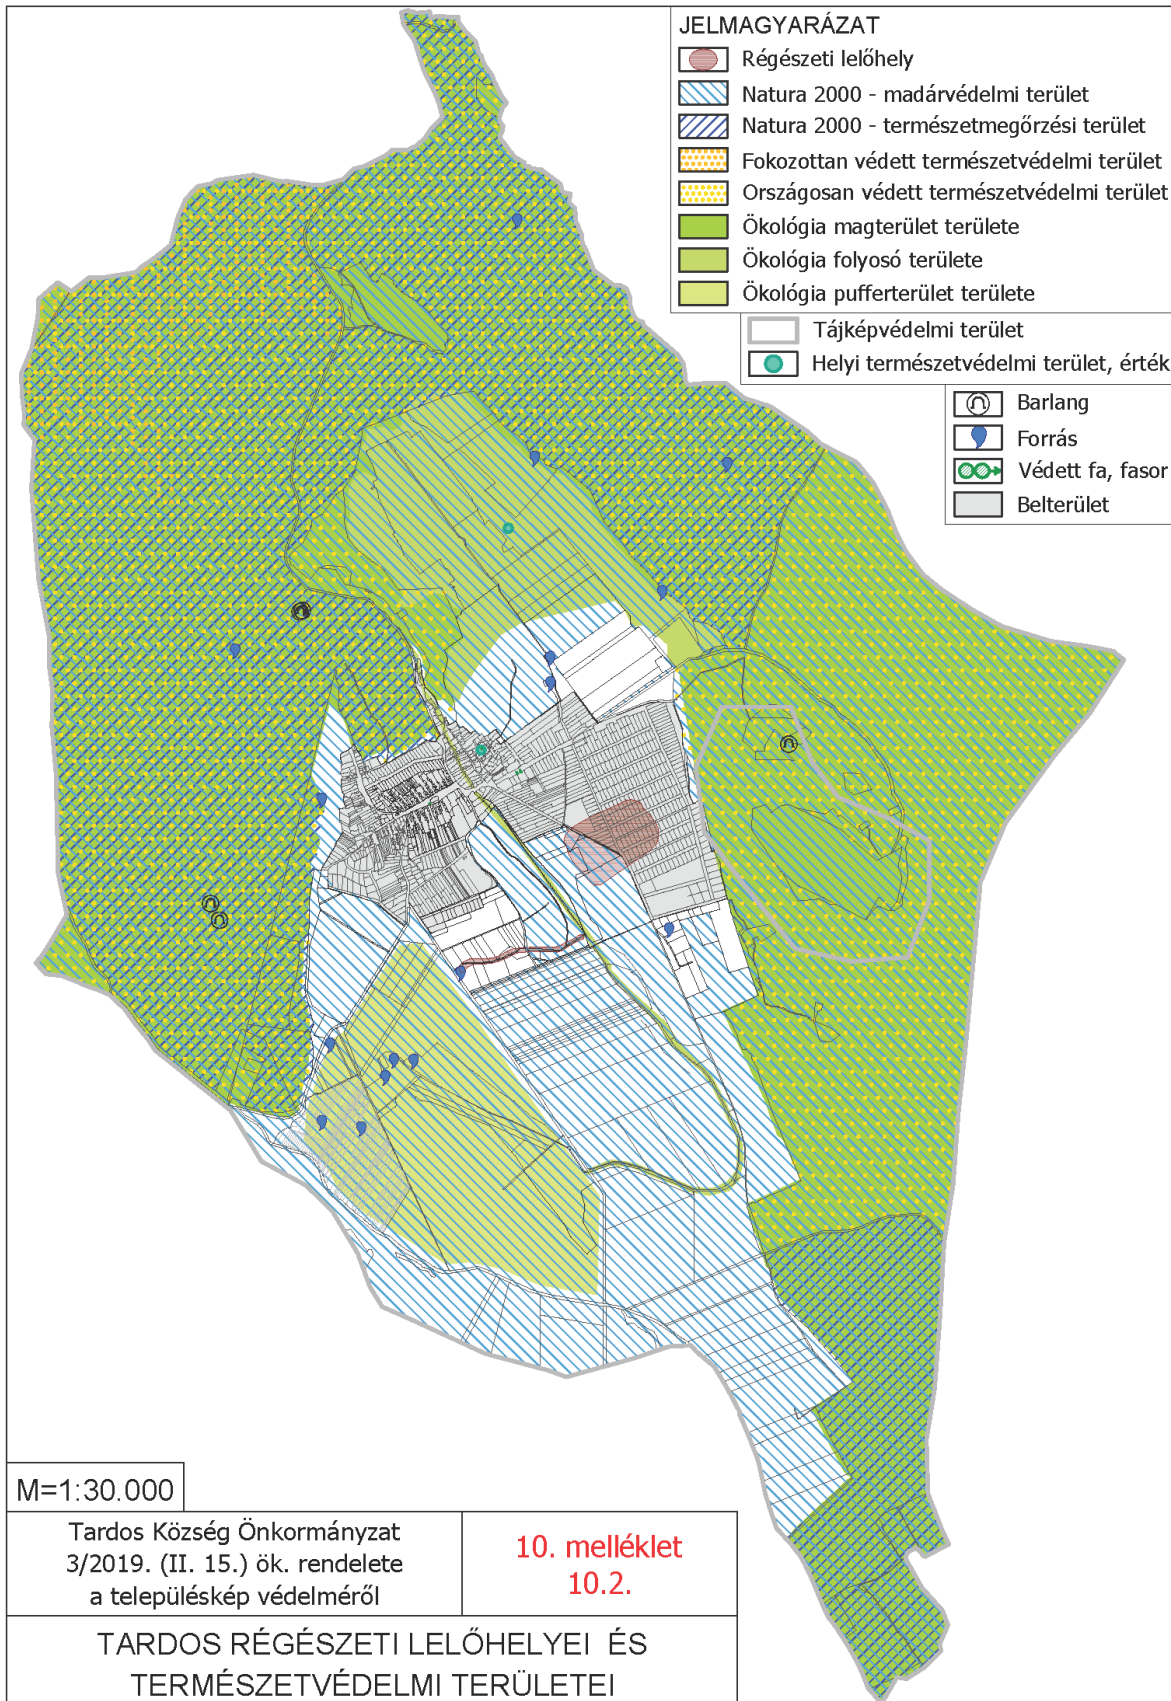 JELMAGYARÁZAT
Régészeti lelőhely
Natura 2000 - madárvédelmi terület
Natura 2000 - természetmegőrzési terület
Fokozottan védett természetvédelmi terület
Országosan védett természetvédelmi terület
Ökológia magterület területe
Ökológia folyosó területe
Ökológia pufferterület területe
Tájképvédelmi terület
Helyi természetvédelmi terület, érték
Barlang
Forrás
Védett fa, fasor
Belterület
M=1:30.000
Tardos Község Önkormányzat
3/2019. (II. 15.) ök. rendelete
a településkép védelméről
10. melléklet
10.2.
TARDOS RÉGÉSZETI LELŐHELYEI ÉS
TERMÉSZETVÉDELMI TERÜLETEI